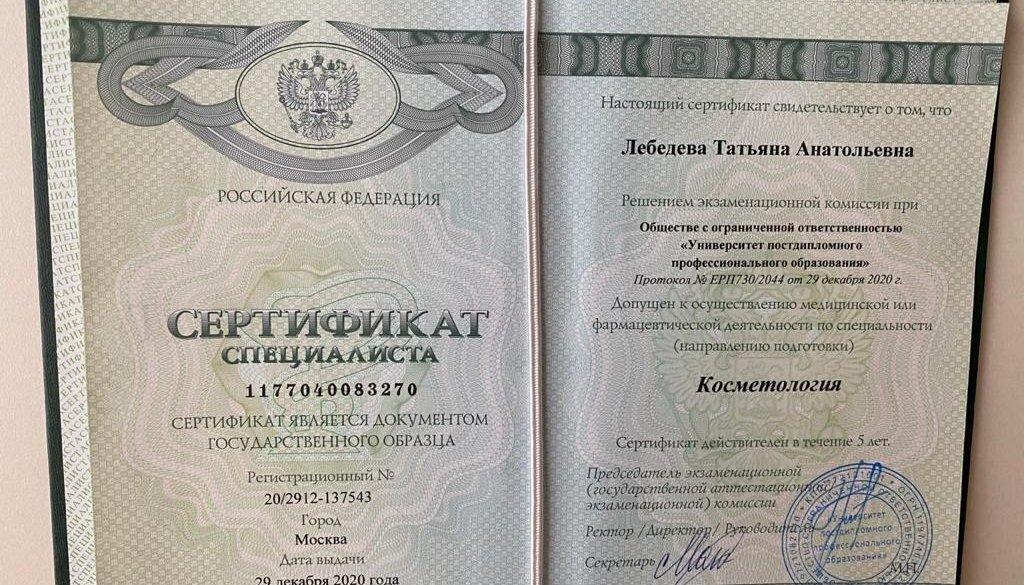 РОССИЙСКАЯ ФЕДЕРАЦИЯ
СЕРТИФИКАТ
СПЕЦИАЛИСТА
1177040083270
СЕРТИФИКАТ ЯВЛЯЕТСЯ ДОКУМЕНТОМ
ГОСУДАРСТВЕННОГО ОБРАЗЦА
Регистрационный №
20/2912-137543
Город
Москва
Дата выдачи
29 декабря 2020 года
Настоящий сертификат свидетельствует о том, что
Лебедева Татьяна Анатольевна
Решением экзаменационной комиссии при
Обществе с ограниченной ответственностью
«Университет постдипломного
профессионального образования»
Протокол № ЕРП730/2044 от 29 декабря 2020 г.
Допущен к осуществлению медицинской или
фармацевтической деятельности по специальности
(направлению подготовки)
Косметология
Сертификат действителен в течение 5 лет.
Председатель экзаменационной
(государственной аттестационной
экзаменационной) комиссии
Ректор /Директор/ Руководитель
Секретарь
М.П.
«Университет
постдипломного
профессионального
образования»